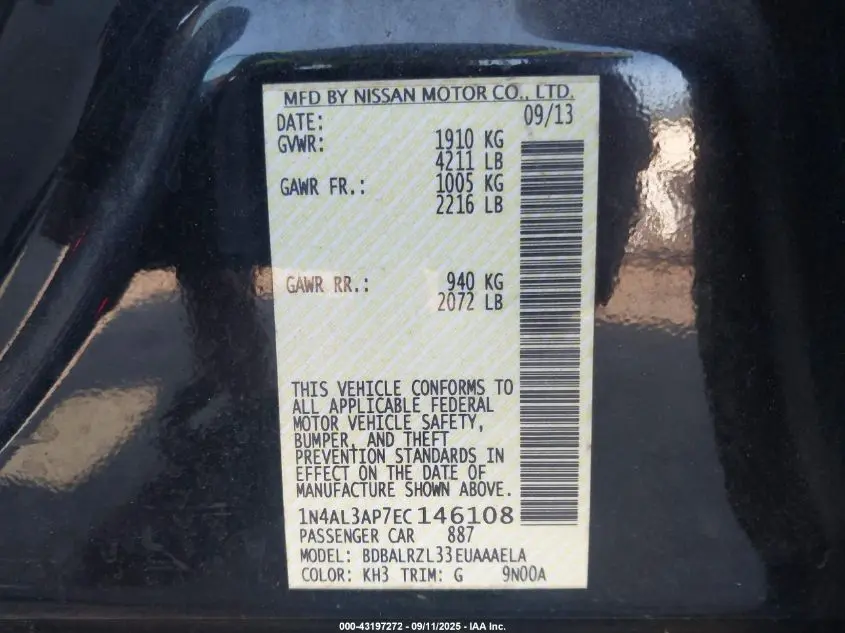 MFD BY NISSAN MOTOR CO., LTD.
DATE: 09/13
GVWR: 1910 KG
4211 LB
GAWR FR.: 1005 KG
2216 LB
GAWR RR.: 940 KG
2072 LB
THIS VEHICLE CONFORMS TO
ALL APPLICABLE FEDERAL
MOTOR VEHICLE SAFETY,
BUMPER, AND THEFT
PREVENTION STANDARDS IN
EFFECT ON THE DATE OF
MANUFACTURE SHOWN ABOVE.
1N4AL3AP7EC146108
PASSENGER CAR 887
MODEL: BDBALRZL33EUAAAELA
COLOR: KH3 TRIM: G 9N00A
000-43197272 - 09/11/2025 - IAA Inc.